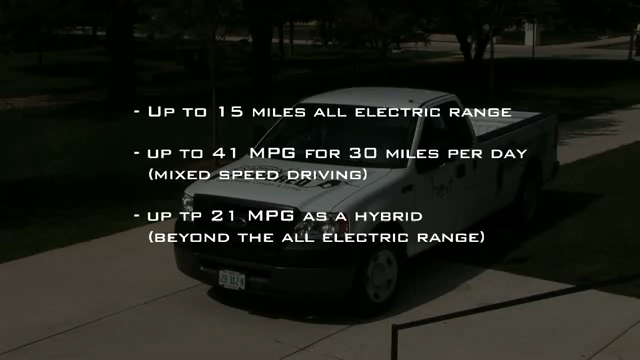 - Up to 15 miles all electric range
- up to 41 MPG for 30 miles per day
(mixed speed driving)
- up tp 21 MPG as a hybrid
(beyond the all electric range)